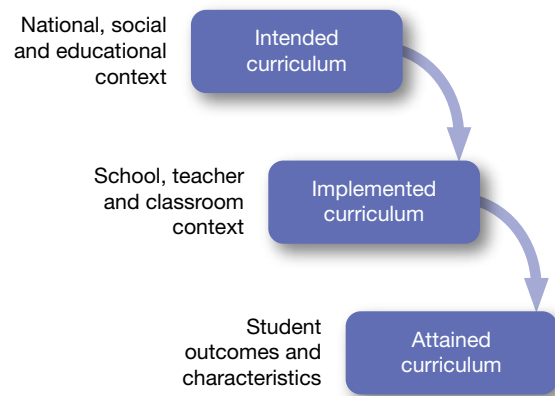 National, social
and educational
context
Intended
curriculum
School, teacher
and classroom
context
Implemented
curriculum
Student
outcomes and
characteristics
Attained
curriculum